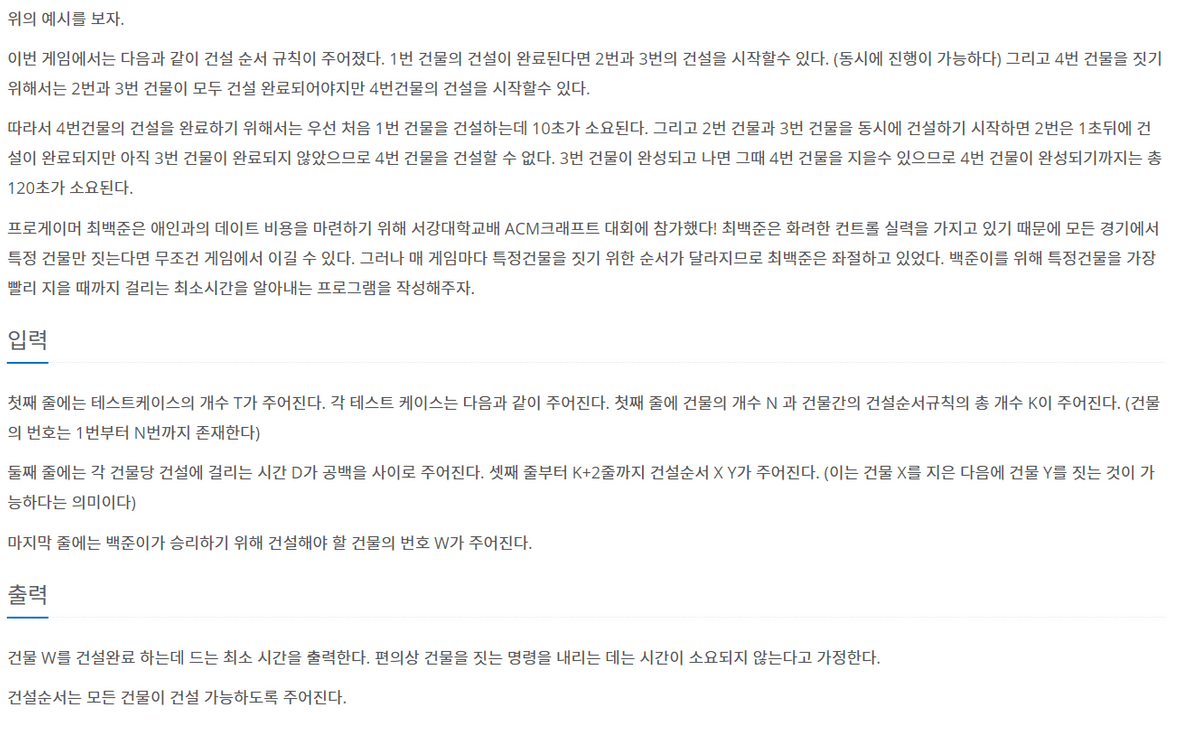 위의 예시를 보자.
이번 게임에서는 다음과 같이 건설 순서 규칙이 주어졌다. 1번 건물의 건설이 완료된다면 2번과 3번의 건설을 시작할수 있다. (동시에 진행이 가능하다) 그리고 4번 건물을 짓기
위해서는 2번과 3번 건물이 모두 건설 완료되어야지만 4번건물의 건설을 시작할수 있다.
따라서 4번건물의 건설을 완료하기 위해서는 우선 처음 1번 건물을 건설하는데 10초가 소요된다. 그리고 2번 건물과 3번 건물을 동시에 건설하기 시작하면 2번은 1초뒤에 건
설이 완료되지만 아직 3번 건물이 완료되지 않았으므로 4번 건물을 건설할 수 없다. 3번 건물이 완성되고 나면 그때 4번 건물을 지을수 있으므로 4번 건물이 완성되기까지는 총
120초가 소요된다.
프로게이머 최백준은 애인과의 데이트 비용을 마련하기 위해 서강대학교배 ACM크래프트 대회에 참가했다! 최백준은 화려한 컨트롤 실력을 가지고 있기 때문에 모든 경기에서
특정 건물만 짓는다면 무조건 게임에서 이길 수 있다. 그러나 매 게임마다 특정건물을 짓기 위한 순서가 달라지므로 최백준은 좌절하고 있었다. 백준이를 위해 특정건물을 가장
빨리 지을 때까지 걸리는 최소시간을 알아내는 프로그램을 작성해주자.
입력
첫째 줄에는 테스트케이스의 개수 T가 주어진다. 각 테스트 케이스는 다음과 같이 주어진다. 첫째 줄에 건물의 개수 N 과 건물간의 건설순서규칙의 총 개수 K이 주어진다. (건물
의 번호는 1번부터 N번까지 존재한다)
둘째 줄에는 각 건물당 건설에 걸리는 시간 D가 공백을 사이로 주어진다. 셋째 줄부터 K+2줄까지 건설순서 X Y가 주어진다. (이는 건물 X를 지은 다음에 건물 Y를 짓는 것이 가
능하다는 의미이다)
마지막 줄에는 백준이가 승리하기 위해 건설해야 할 건물의 번호 W가 주어진다.
출력
건물 W를 건설완료 하는데 드는 최소 시간을 출력한다. 편의상 건물을 짓는 명령을 내리는 데는 시간이 소요되지 않는다고 가정한다.
건설순서는 모든 건물이 건설 가능하도록 주어진다.